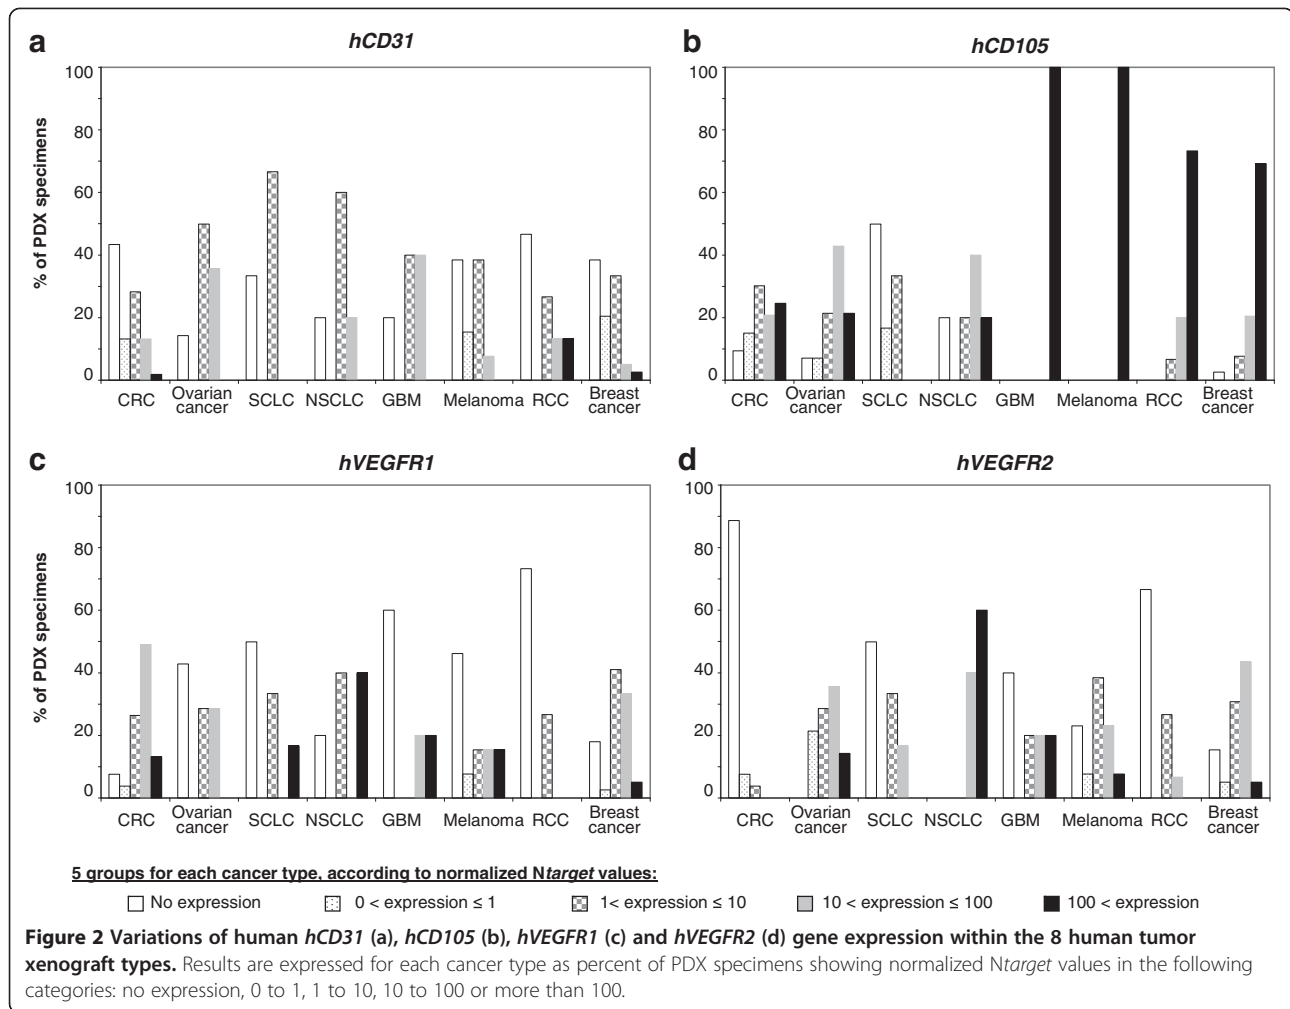 a
hCD31
100
80
60
40
20
0
% of PDX specimens
CRC
Ovarian cancer
SCLC
NSCLC
GBM
Melanoma
RCC
Breast cancer
b
hCD105
100
80
60
40
20
0
CRC
Ovarian cancer
SCLC
NSCLC
GBM
Melanoma
RCC
Breast cancer
c
hVEGFR1
100
80
60
40
20
0
% of PDX specimens
CRC
Ovarian cancer
SCLC
NSCLC
GBM
Melanoma
RCC
Breast cancer
d
hVEGFR2
100
80
60
40
20
0
CRC
Ovarian cancer
SCLC
NSCLC
GBM
Melanoma
RCC
Breast cancer
5 groups for each cancer type, according to normalized Ntarget values:
No expression
0 < expression ≤ 1
1< expression ≤ 10
10 < expression ≤ 100
100 < expression
Figure 2 Variations of human hCD31 (a), hCD105 (b), hVEGFR1 (c) and hVEGFR2 (d) gene expression within the 8 human tumor
xenograft types. Results are expressed for each cancer type as percent of PDX specimens showing normalized Ntarget values in the following
categories: no expression, 0 to 1, 1 to 10, 10 to 100 or more than 100.